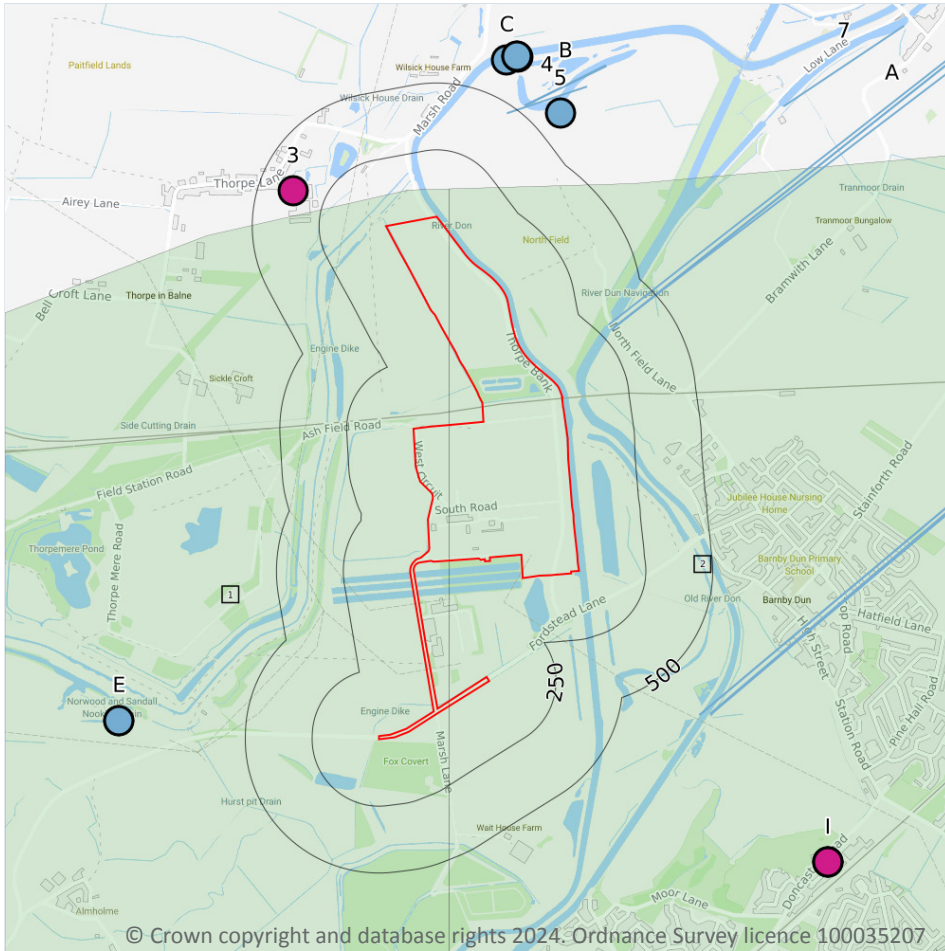 C
7
Paitfield Lands
Wilsick House Farm
B
4
Low Lane
A
5
Wilsick House Drain
Marsh Road
3
Thorpe Lane
Airey Lane
Tranmoor Drain
Tranmoor Bungalow
River Don
North Field
Bramwith Lane
Bell Croft Lane
Thorpe in Balne
River Dun Navigation
North Field Lane
Engine Dike
Thorpe Bank
Sickle Croft
Side Cutting Drain
Ash Field Road
Field Station Road
West Circuit
Stainforth Road
South Road
Jubilee House Nursing
Home
Thorpemere Pond
Thorpe Mere Road
Barnby Dun Primary
School
1
2
Old River Don
Barnby Dun
Top Road
Hatfield Lane
Fordstead Lane
High Street
250
500
E
Norwood and Sandall
Engine Dike
Station Road
Pine Hall Road
Marsh Lane
Fox Covert
Hurst pit Drain
Wait House Farm
I
Moor Lane
Almholme
© Crown copyright and database rights 2024. Ordnance Survey licence 100035207